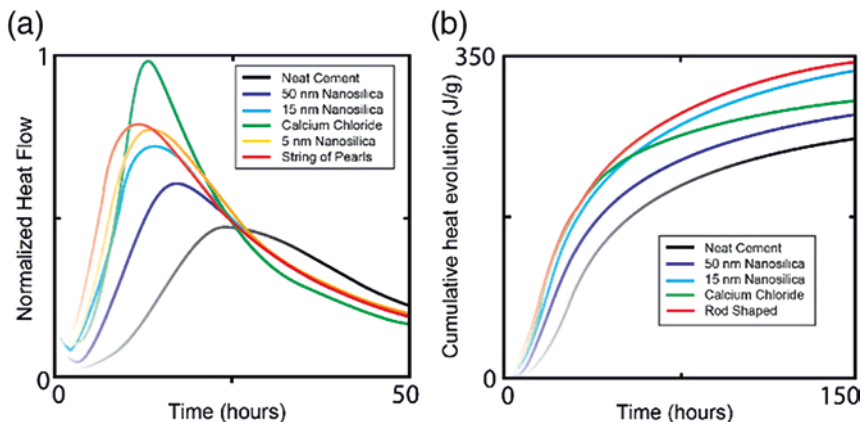 (a)
1
Normalized Heat Flow
0
Neat Cement
50 nm Nanosilica
15 nm Nanosilica
Calcium Chloride
5 nm Nanosilica
String of Pearls
0
50
Time (hours)
(b)
350
Cumulative heat evolution (J/g)
0
Neat Cement
50 nm Nanosilica
15 nm Nanosilica
Calcium Chloride
Rod Shaped
0
150
Time (hours)